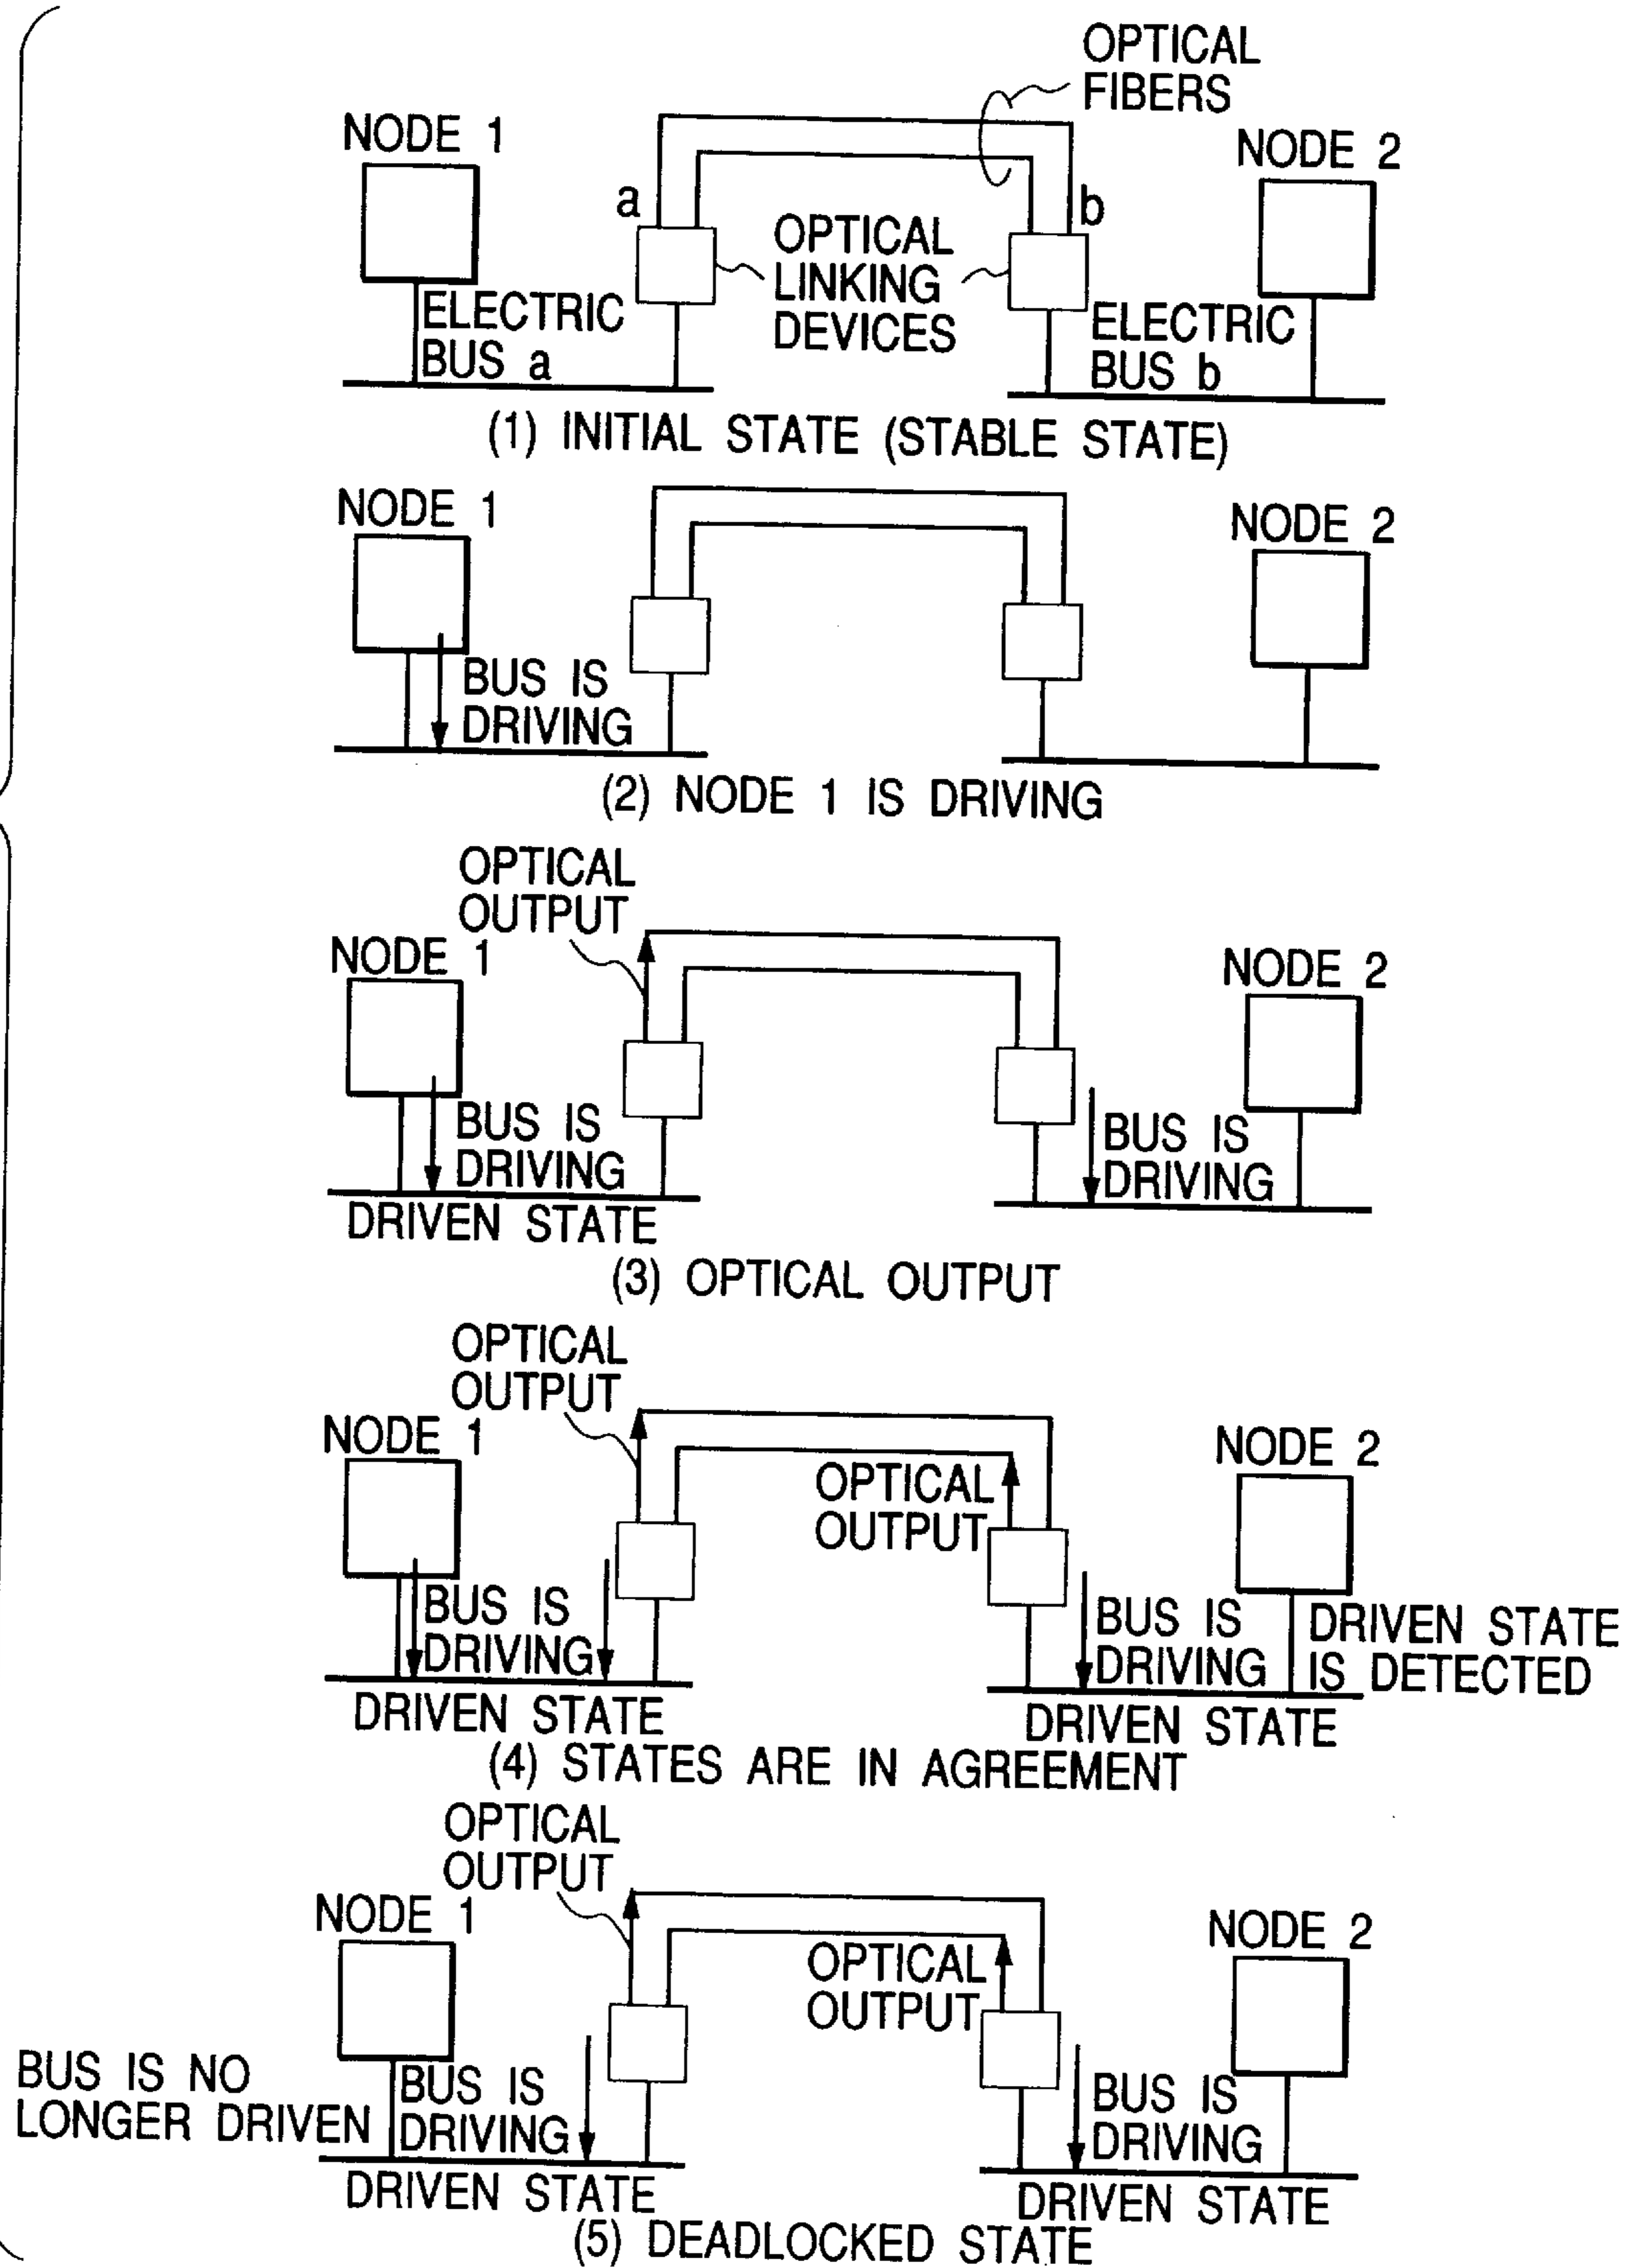 OPTICAL
FIBERS
NODE 1
NODE 2
a
b
OPTICAL
LINKING
DEVICES
ELECTRIC
BUS a
ELECTRIC
BUS b
(1) INITIAL STATE (STABLE STATE)
NODE 1
NODE 2
BUS IS
DRIVING
(2) NODE 1 IS DRIVING
OPTICAL
OUTPUT
NODE 1
NODE 2
BUS IS
DRIVING
BUS IS
DRIVING
DRIVEN STATE
(3) OPTICAL OUTPUT
OPTICAL
OUTPUT
NODE 1
NODE 2
OPTICAL
OUTPUT
BUS IS
DRIVING
BUS IS
DRIVING
DRIVEN STATE
IS DETECTED
DRIVEN STATE
DRIVEN STATE
(4) STATES ARE IN AGREEMENT
OPTICAL
OUTPUT
NODE 1
NODE 2
OPTICAL
OUTPUT
BUS IS NO
LONGER DRIVEN
BUS IS
DRIVING
BUS IS
DRIVING
DRIVEN STATE
DRIVEN STATE
(5) DEADLOCKED STATE